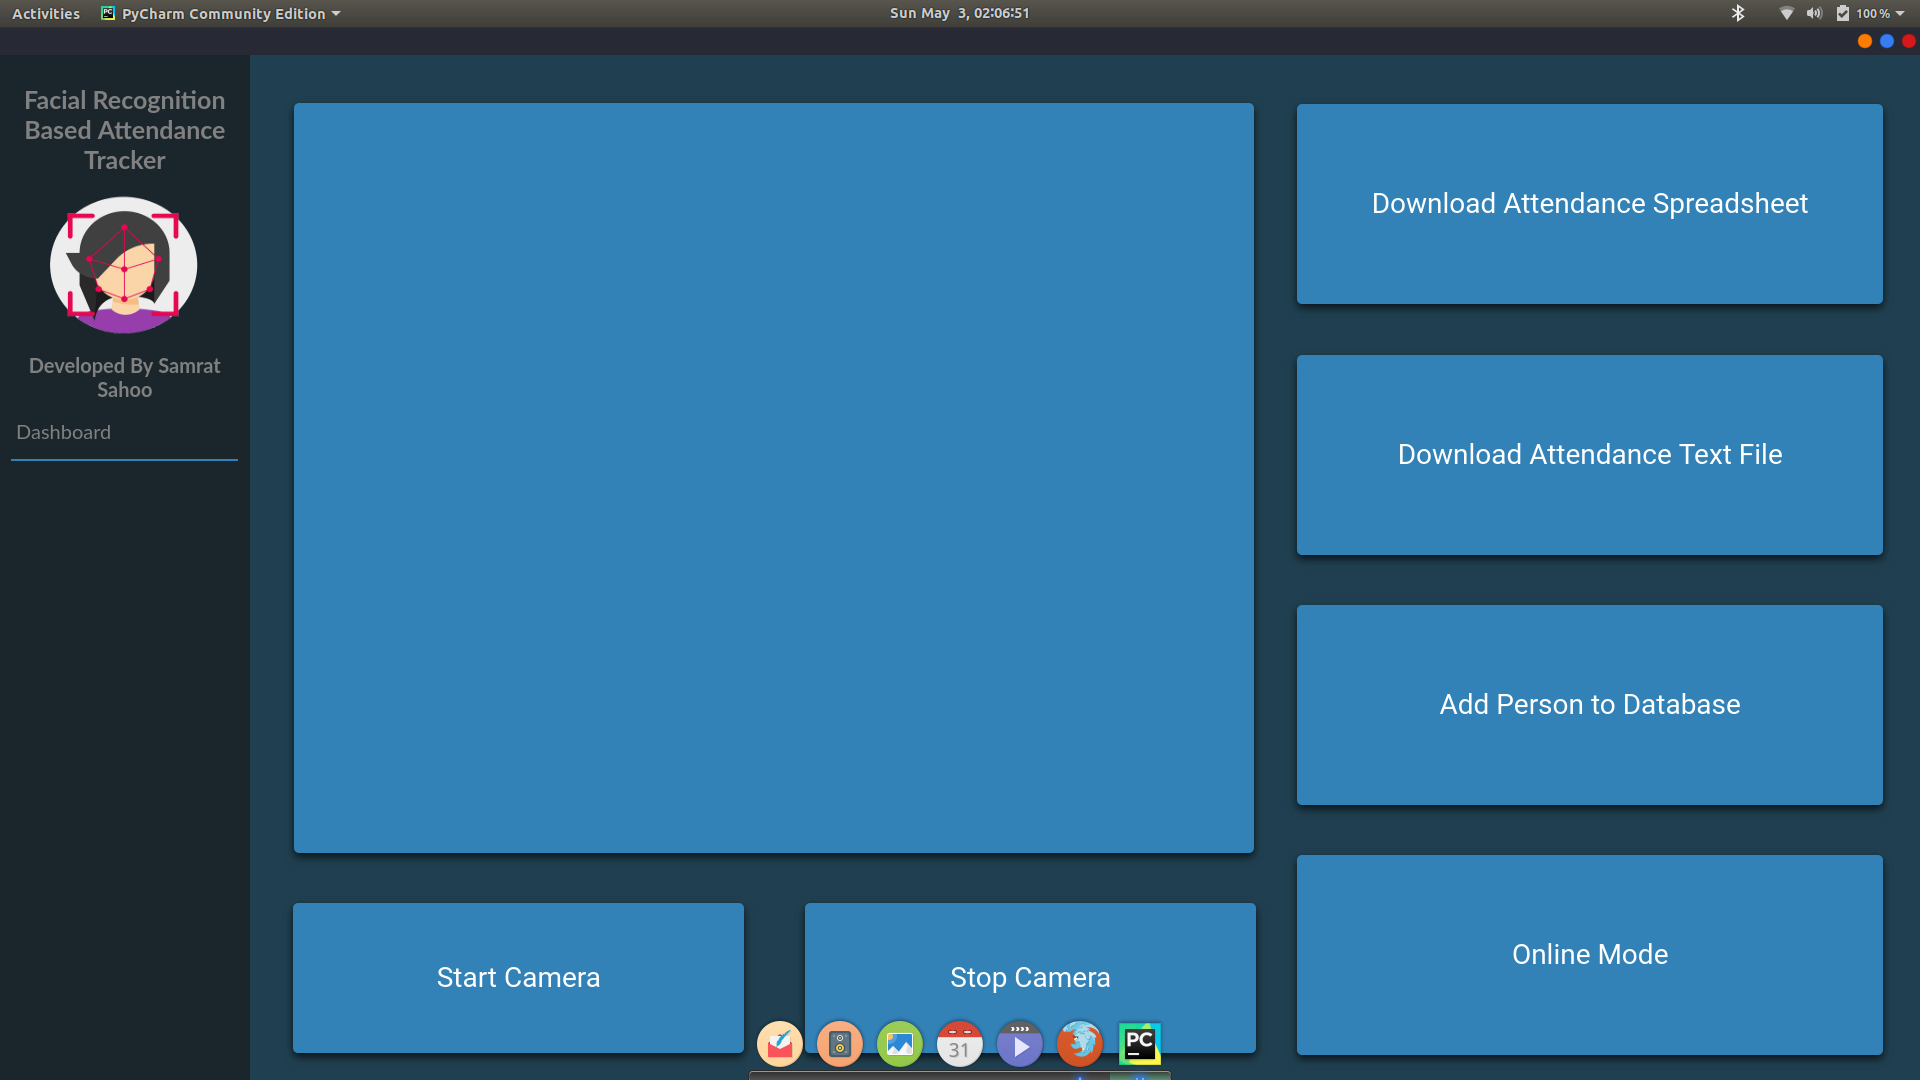 Activities PyCharm Community Edition Sun May 3, 02:06:51 100 %
Facial Recognition
Based Attendance
Tracker
Developed By Samrat
Sahoo
Dashboard
Download Attendance Spreadsheet
Download Attendance Text File
Add Person to Database
Online Mode
Start Camera
Stop Camera
31
PC